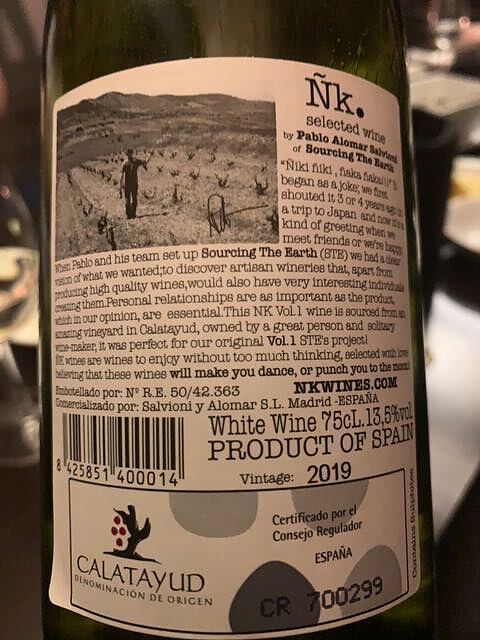 Ñk.
selected wine
by Pablo Alomar Salvioni
of Sourcing The Earth
"Ñiki ñiki, ñaka ñaka!!)"
began as a joke; we first
shouted it 3 or 4 years ago on
a trip to Japan and now it's a
kind of greeting when we
meet friends or we're happy
When Pablo and his team set up Sourcing The Earth (STE) we had a clear
vision of what we wanted;to discover artisan wineries that, apart from
producing high quality wines,would also have very interesting individuals
creating them.Personal relationships are as important as the product,
which in our opinion, are essential.This NK Vol.1 wine is sourced from an
amazing vineyard in Calatayud, owned by a great person and solitary
wine-maker, it was perfect for our original Vol.1 STE's project!
NK wines are wines to enjoy without too much thinking, selected with love
believing that these wines will make you dance, or punch you to the moon!
Embotellado por: Nº R.E. 50/42.363
NKWINES.COM
Comercializado por: Salvioni y Alomar S.L. Madrid -ESPAÑA
White Wine 75cL.13,5%vol
PRODUCT OF SPAIN
8 425851 400014
Vintage: 2019
Certificado por el
Consejo Regulador
ESPAÑA
CALATAYUD
DENOMINACIÓN DE ORIGEN
CR 700299
Contains Sulphites